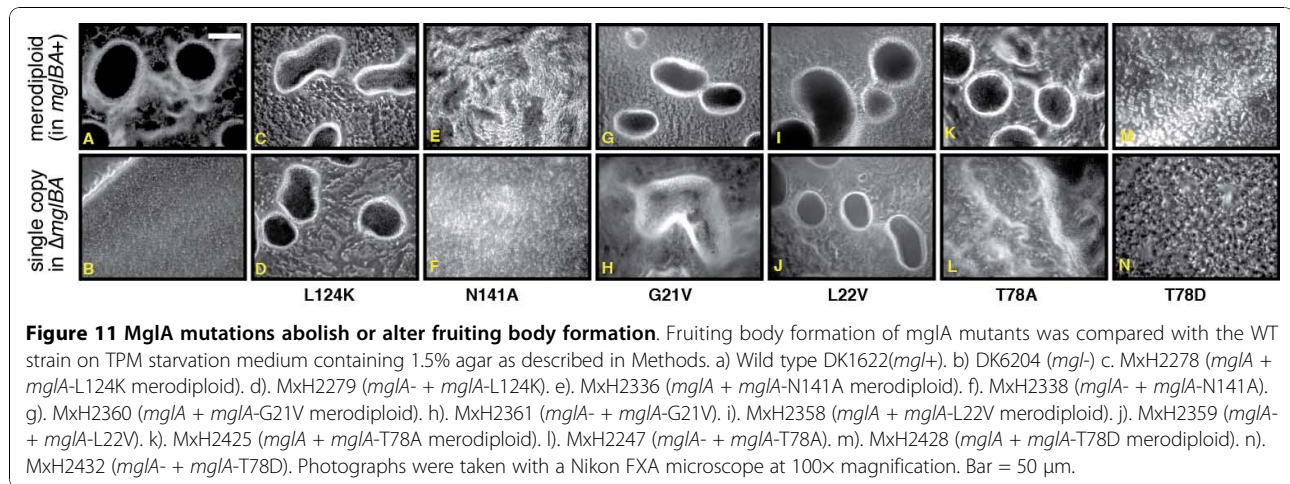 merodiploid
(in mglBA+)
A
C
E
G
I
K
M
single copy
in ΔmglBA
B
D
F
H
J
L
N
L124K
N141A
G21V
L22V
T78A
T78D
Figure 11 MglA mutations abolish or alter fruiting body formation. Fruiting body formation of mglA mutants was compared with the WT
strain on TPM starvation medium containing 1.5% agar as described in Methods. a) Wild type DK1622(mgl+). b) DK6204 (mgl-) c. MxH2278 (mglA +
mglA-L124K merodiploid). d). MxH2279 (mglA- + mglA-L124K). e). MxH2336 (mglA + mglA-N141A merodiploid). f). MxH2338 (mglA- + mglA-N141A).
g). MxH2360 (mglA + mglA-G21V merodiploid). h). MxH2361 (mglA- + mglA-G21V). i). MxH2358 (mglA + mglA-L22V merodiploid). j). MxH2359 (mglA-
+ mglA-L22V). k). MxH2425 (mglA + mglA-T78A merodiploid). l). MxH2247 (mglA- + mglA-T78A). m). MxH2428 (mglA + mglA-T78D merodiploid). n).
MxH2432 (mglA- + mglA-T78D). Photographs were taken with a Nikon FXA microscope at 100× magnification. Bar = 50 μm.